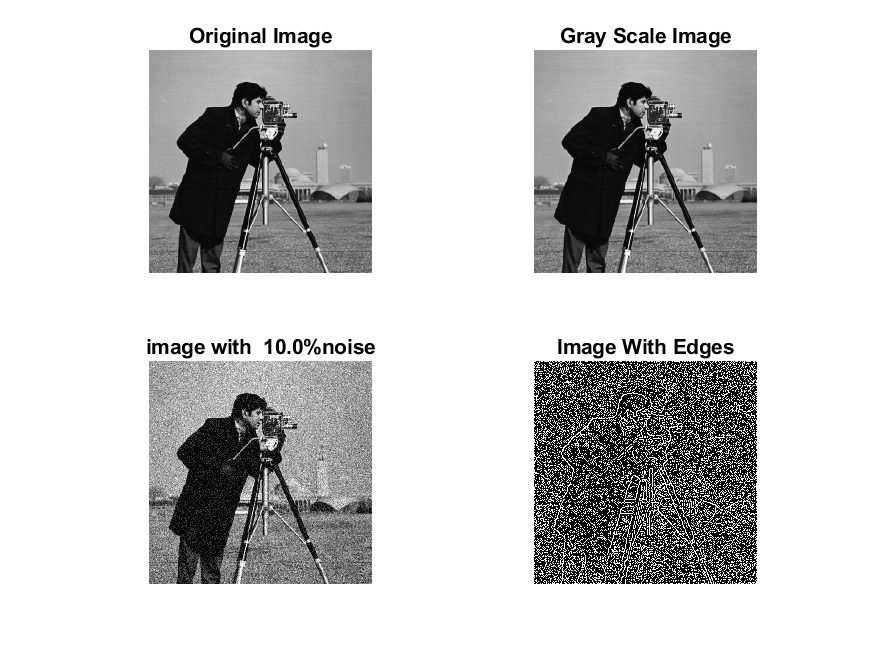 Original Image
Gray Scale Image
image with  10.0%noise
Image With Edges